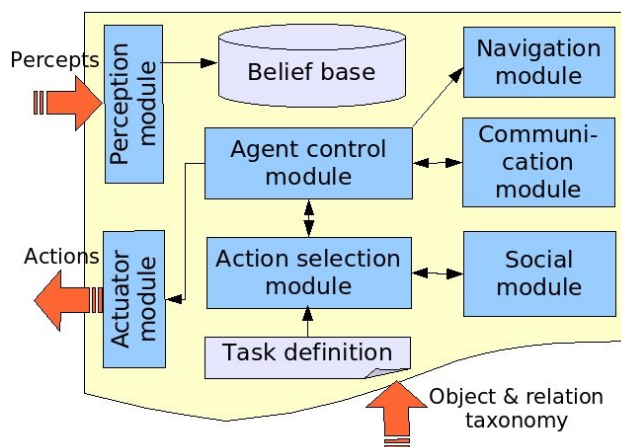 Percepts
Perception
module
Belief base
Navigation
module
Agent control
module
Communi-
cation
module
Actions
Actuator
module
Action selection
module
Social
module
Task definition
Object & relation
taxonomy